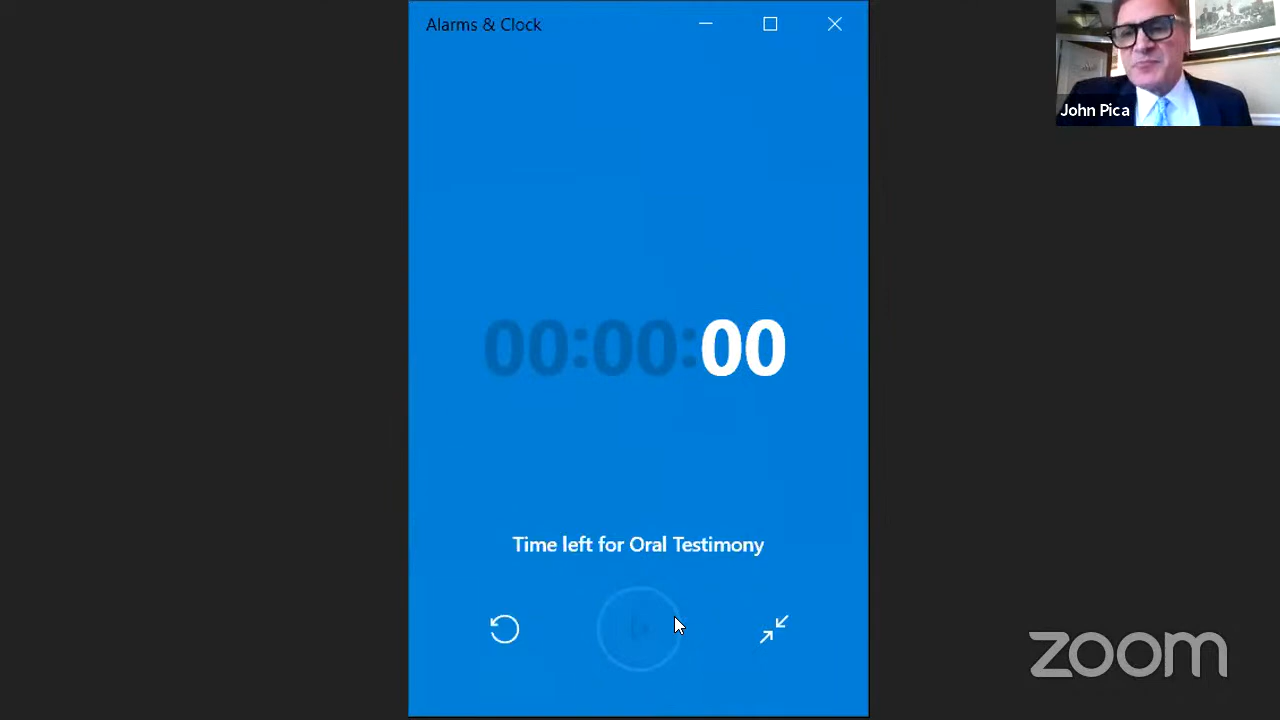 Alarms & Clock
John Pica
00:00:00
Time left for Oral Testimony
zoom